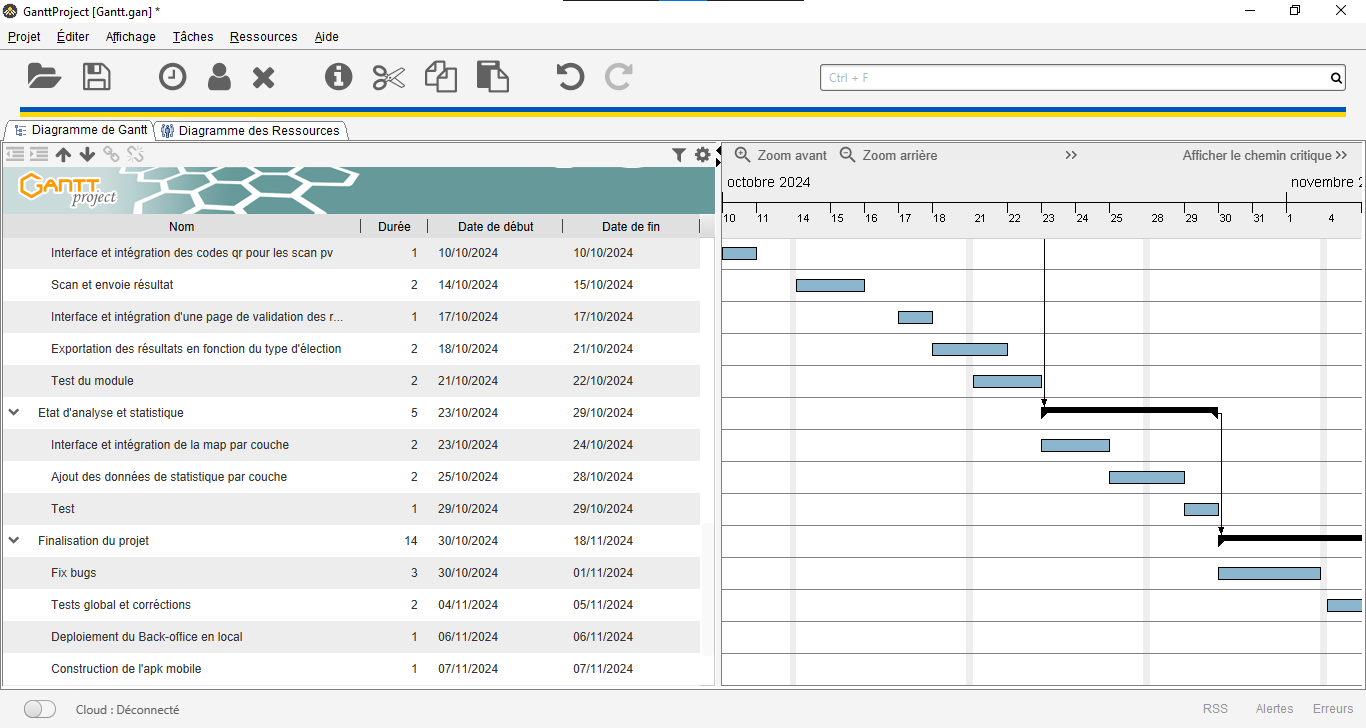 GanttProject [Gantt.gan] *
Projet Éditer Affichage Tâches Ressources Aide
Ctrl + F
Diagramme de Gantt Diagramme des Ressources
Zoom avant Zoom arrière >> Afficher le chemin critique >>
GANTT project
octobre 2024 novembre 2
Nom Durée Date de début Date de fin
10 11 14 15 16 17 18 21 22 23 24 25 28 29 30 31 1 4
Interface et intégration des codes qr pour les scan pv 1 10/10/2024 10/10/2024
Scan et envoie résultat 2 14/10/2024 15/10/2024
Interface et intégration d'une page de validation des r... 1 17/10/2024 17/10/2024
Exportation des résultats en fonction du type d'élection 2 18/10/2024 21/10/2024
Test du module 2 21/10/2024 22/10/2024
Etat d'analyse et statistique 5 23/10/2024 29/10/2024
Interface et intégration de la map par couche 2 23/10/2024 24/10/2024
Ajout des données de statistique par couche 2 25/10/2024 28/10/2024
Test 1 29/10/2024 29/10/2024
Finalisation du projet 14 30/10/2024 18/11/2024
Fix bugs 3 30/10/2024 01/11/2024
Tests global et corréctions 2 04/11/2024 05/11/2024
Deploiement du Back-office en local 1 06/11/2024 06/11/2024
Construction de l'apk mobile 1 07/11/2024 07/11/2024
Cloud : Déconnecté RSS Alertes Erreurs